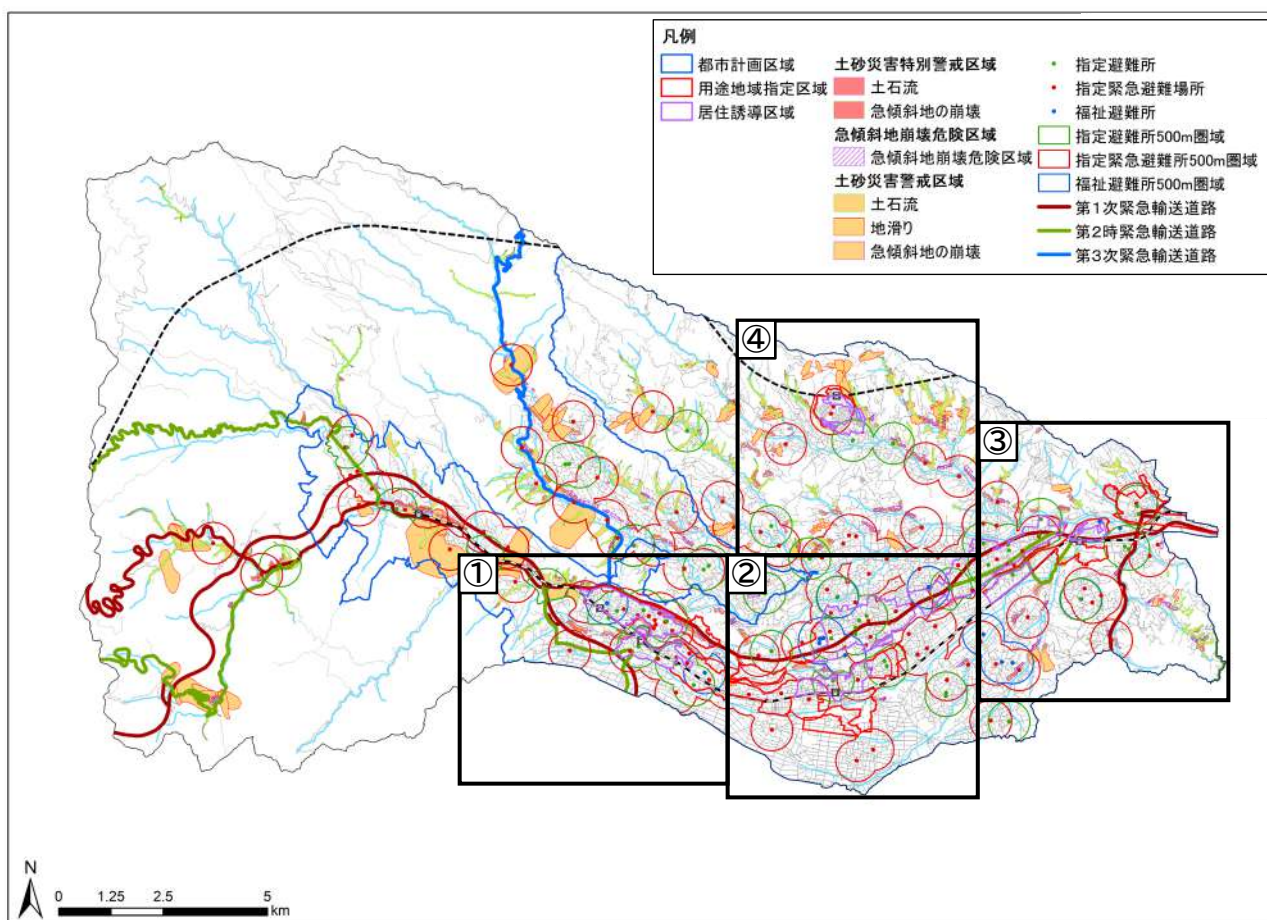 凡例
都市計画区域
用途地域指定区域
居住誘導区域
土砂災害特別警戒区域
土石流
急傾斜地の崩壊
急傾斜地崩壊危険区域
急傾斜地崩壊危険区域
土砂災害警戒区域
土石流
地滑り
急傾斜地の崩壊
指定避難所
指定緊急避難場所
福祉避難所
指定避難所500m圏域
指定緊急避難所500m圏域
福祉避難所500m圏域
第1次緊急輸送道路
第2時緊急輸送道路
第3次緊急輸送道路
④
③
①
②
N
0 1.25 2.5 5
km